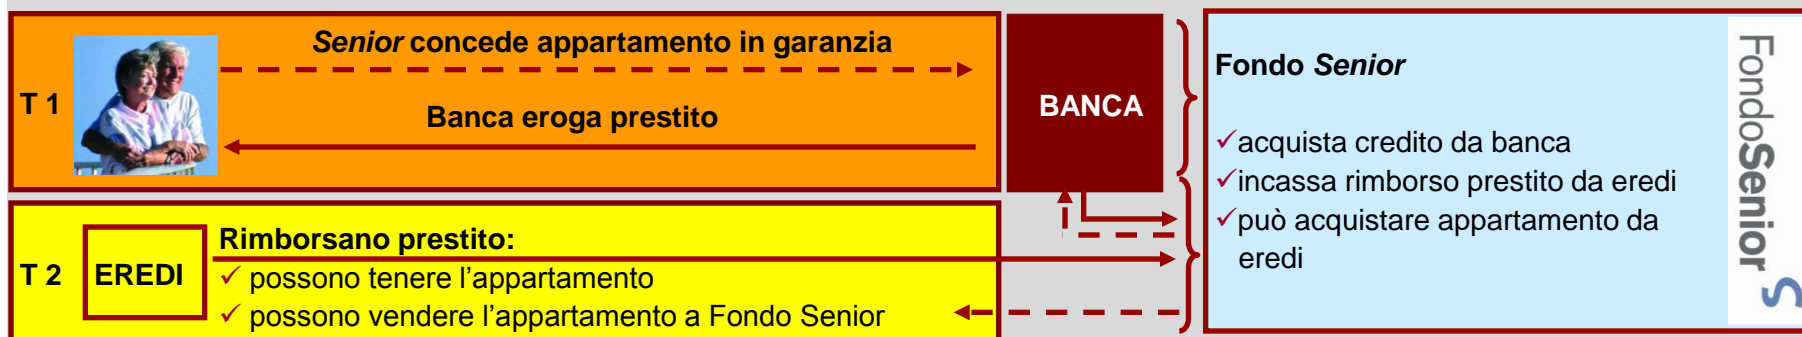 T 1
Senior concede appartamento in garanzia
Banca eroga prestito
BANCA
Fondo Senior
✓acquista credito da banca
✓incassa rimborso prestito da eredi
✓può acquistare appartamento da
eredi
FondoSenior
T 2
EREDI
Rimborsano prestito:
✓ possono tenere l’appartamento
✓ possono vendere l’appartamento a Fondo Senior